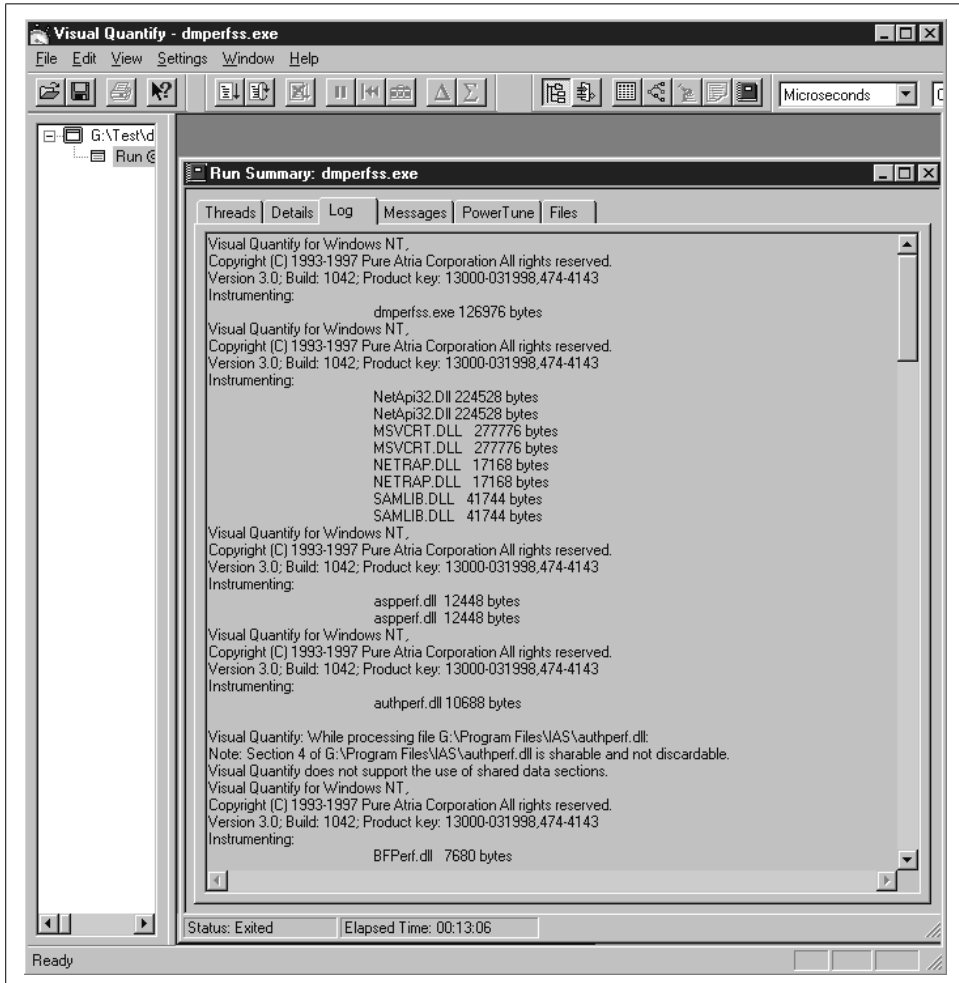 Visual Quantify - dmperfss.exe
File Edit View Settings Window Help
Microseconds
G:\Test\d
Run
Run Summary: dmperfss.exe
Threads Details Log Messages PowerTune Files
Visual Quantify for Windows NT,
Copyright (C) 1993-1997 Pure Atria Corporation All rights reserved.
Version 3.0; Build: 1042; Product key: 13000-031998,474-4143
Instrumenting:
dmperfss.exe 126976 bytes
Visual Quantify for Windows NT,
Copyright (C) 1993-1997 Pure Atria Corporation All rights reserved.
Version 3.0; Build: 1042; Product key: 13000-031998,474-4143
Instrumenting:
NetApi32.Dll 224528 bytes
NetApi32.Dll 224528 bytes
MSVCRT.DLL 277776 bytes
MSVCRT.DLL 277776 bytes
NETRAP.DLL 17168 bytes
NETRAP.DLL 17168 bytes
SAMLIB.DLL 41744 bytes
SAMLIB.DLL 41744 bytes
Visual Quantify for Windows NT,
Copyright (C) 1993-1997 Pure Atria Corporation All rights reserved.
Version 3.0; Build: 1042; Product key: 13000-031998,474-4143
Instrumenting:
aspperf.dll 12448 bytes
aspperf.dll 12448 bytes
Visual Quantify for Windows NT,
Copyright (C) 1993-1997 Pure Atria Corporation All rights reserved.
Version 3.0; Build: 1042; Product key: 13000-031998,474-4143
Instrumenting:
authperf.dll 10688 bytes
Visual Quantify: While processing file G:\Program Files\IAS\authperf.dll:
Note: Section 4 of G:\Program Files\IAS\authperf.dll is sharable and not discardable.
Visual Quantify does not support the use of shared data sections.
Visual Quantify for Windows NT,
Copyright (C) 1993-1997 Pure Atria Corporation All rights reserved.
Version 3.0; Build: 1042; Product key: 13000-031998,474-4143
Instrumenting:
BFPerf.dll 7680 bytes
Status: Exited Elapsed Time: 00:13:06
Ready